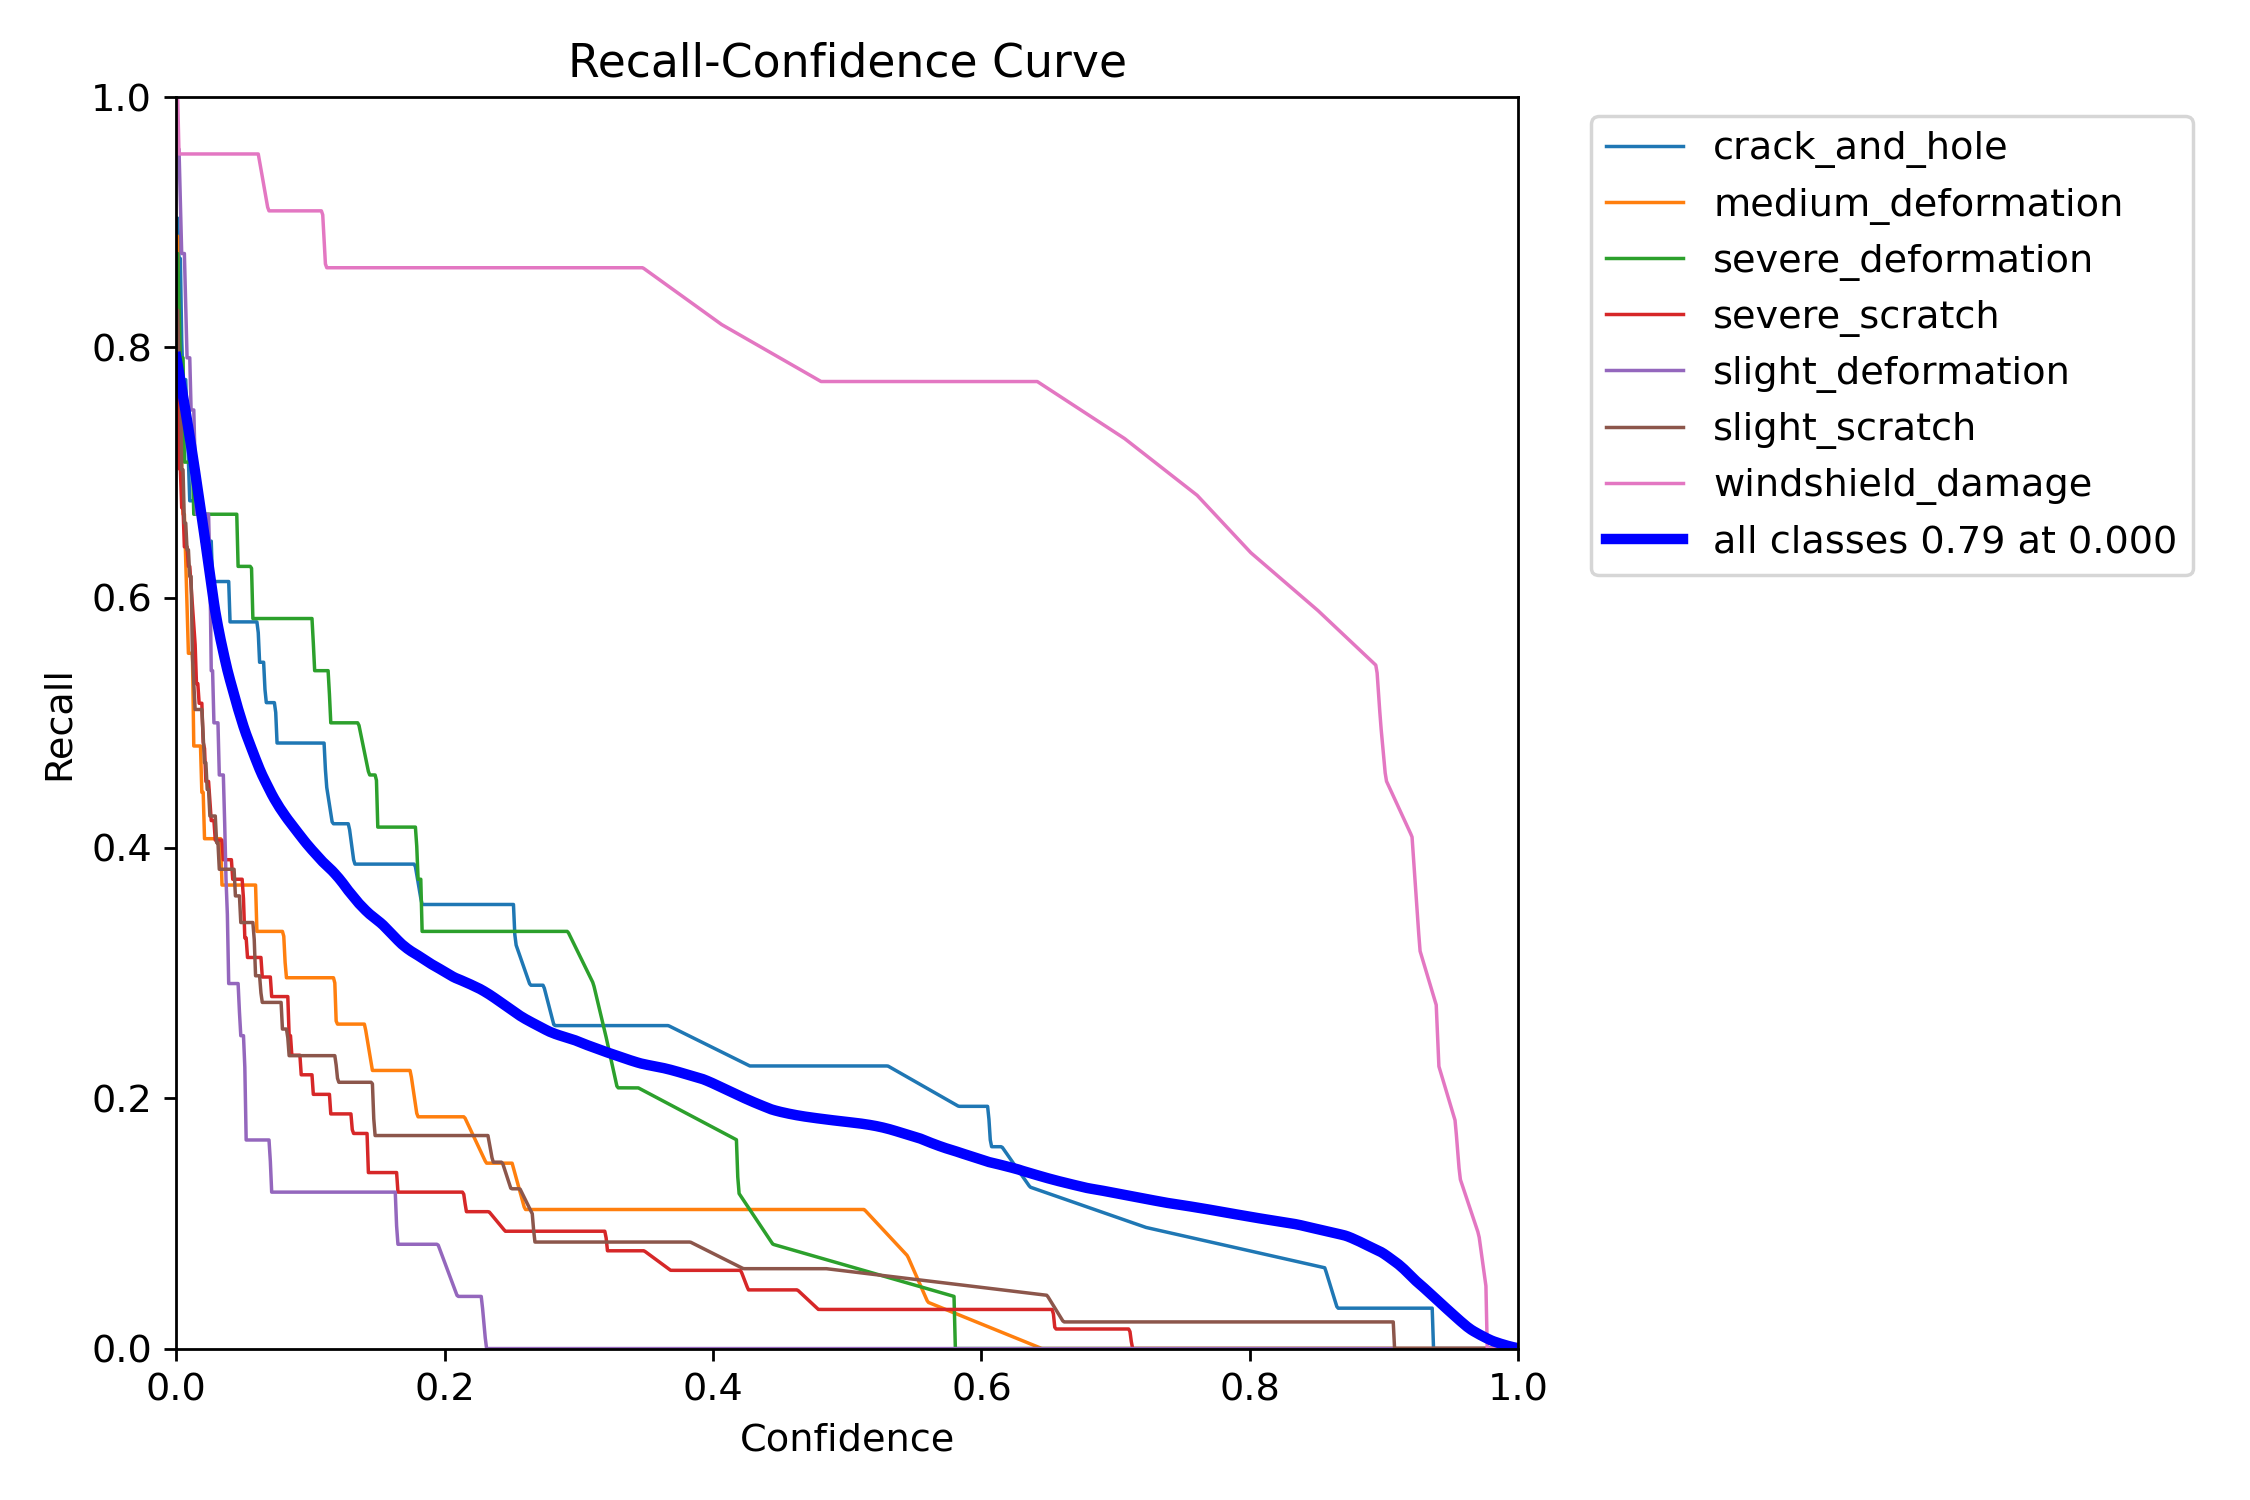 Recall-Confidence Curve
1.0
0.8
0.6
0.4
0.2
0.0
Recall
0.0 0.2 0.4 0.6 0.8 1.0
Confidence
crack_and_hole
medium_deformation
severe_deformation
severe_scratch
slight_deformation
slight_scratch
windshield_damage
all classes 0.79 at 0.000